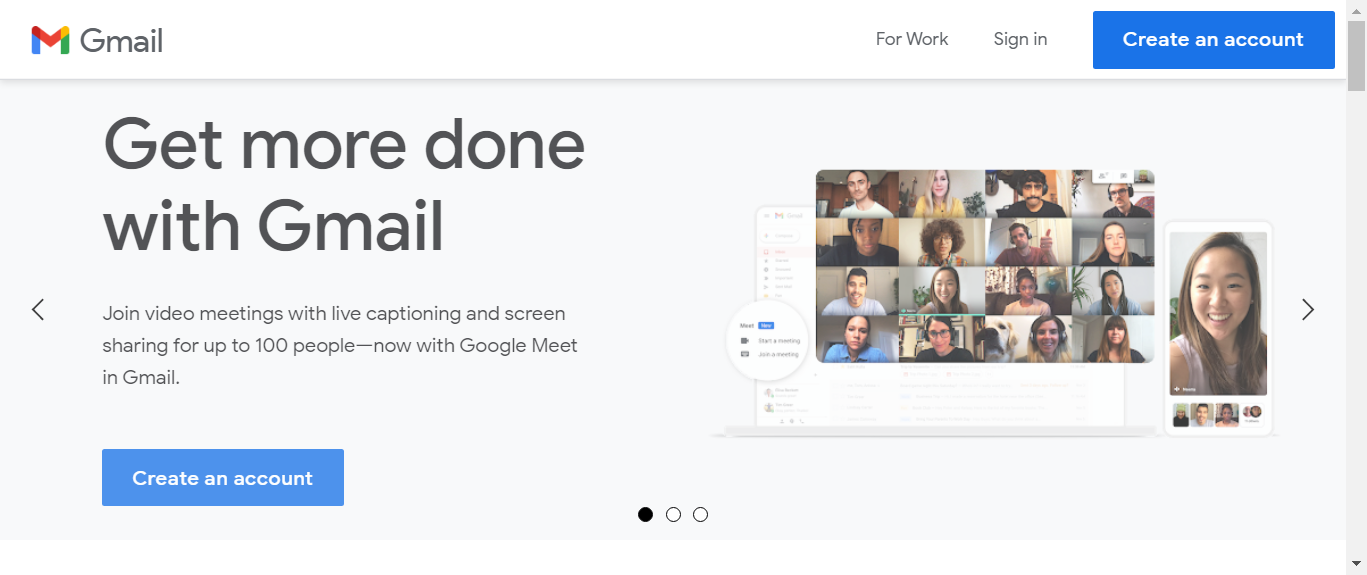 Gmail
For Work
Sign in
Create an account
Get more done
with Gmail
Join video meetings with live captioning and screen
sharing for up to 100 people—now with Google Meet
in Gmail.
Create an account
Gmail
Meet New
Start a meeting
Join a meeting